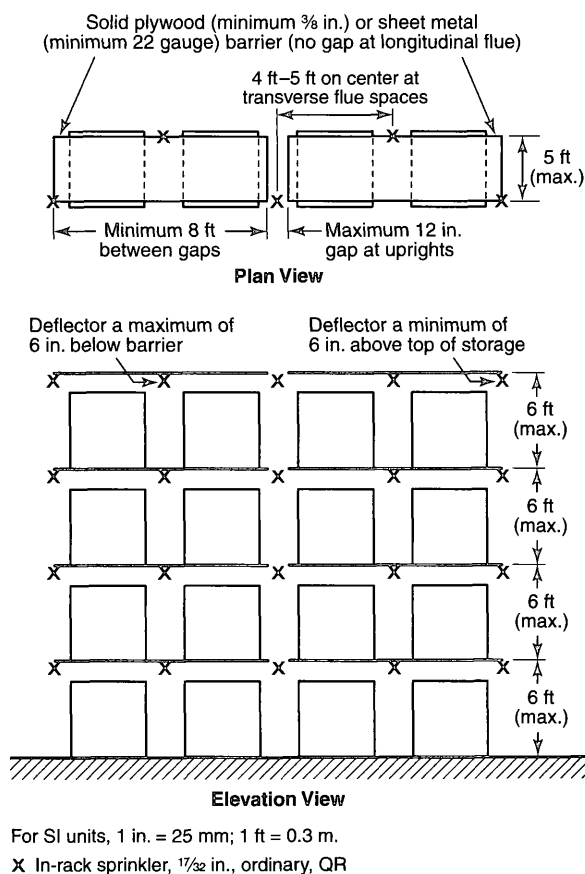 Solid plywood (minimum ⅜ in.) or sheet metal
(minimum 22 gauge) barrier (no gap at longitudinal flue)
4 ft–5 ft on center at
transverse flue spaces
5 ft
(max.)
Minimum 8 ft
between gaps
Maximum 12 in.
gap at uprights
Plan View
Deflector a maximum of
6 in. below barrier
Deflector a minimum of
6 in. above top of storage
6 ft
(max.)
6 ft
(max.)
6 ft
(max.)
6 ft
(max.)
Elevation View
For SI units, 1 in. = 25 mm; 1 ft = 0.3 m.
X In-rack sprinkler, 17/32 in., ordinary, QR